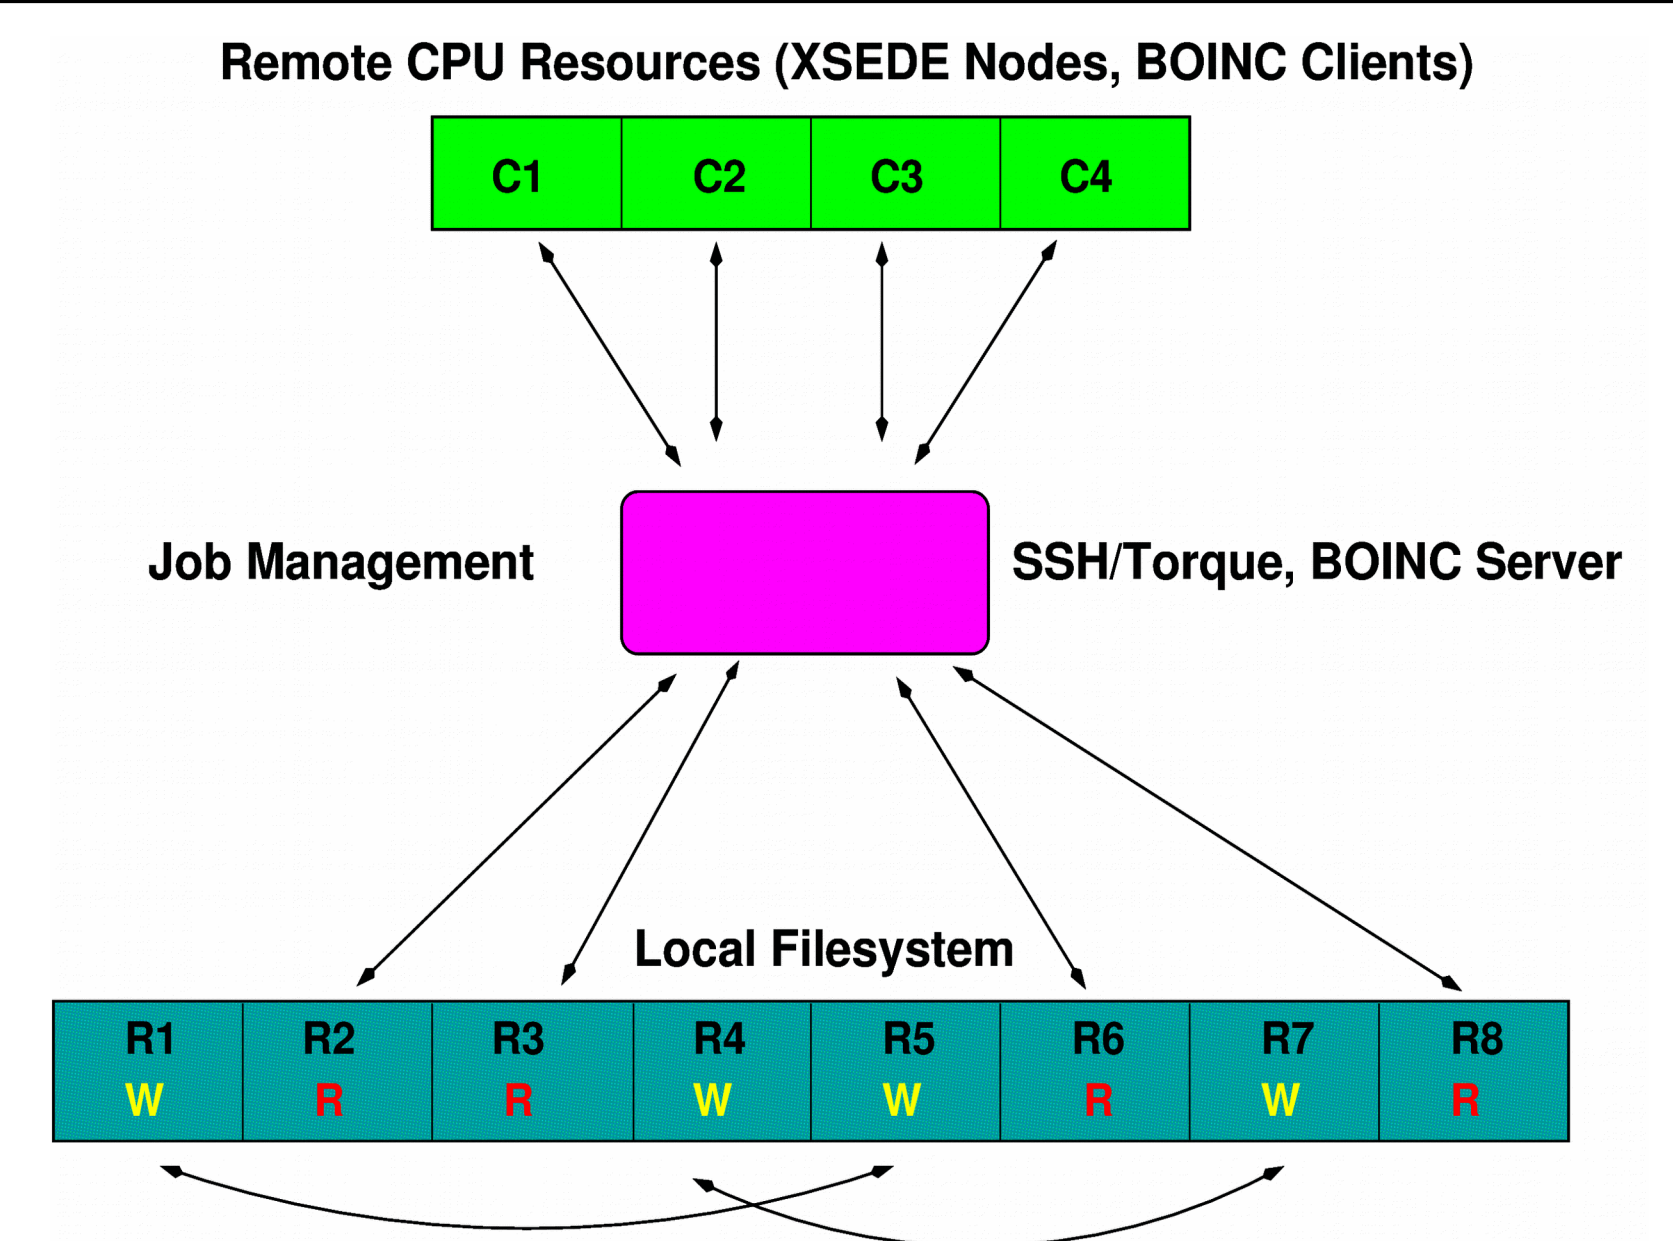 Remote CPU Resources (XSEDE Nodes, BOINC Clients)
C1 C2 C3 C4
Job Management SSH/Torque, BOINC Server
Local Filesystem
R1 R2 R3 R4 R5 R6 R7 R8
W R R W W R W R